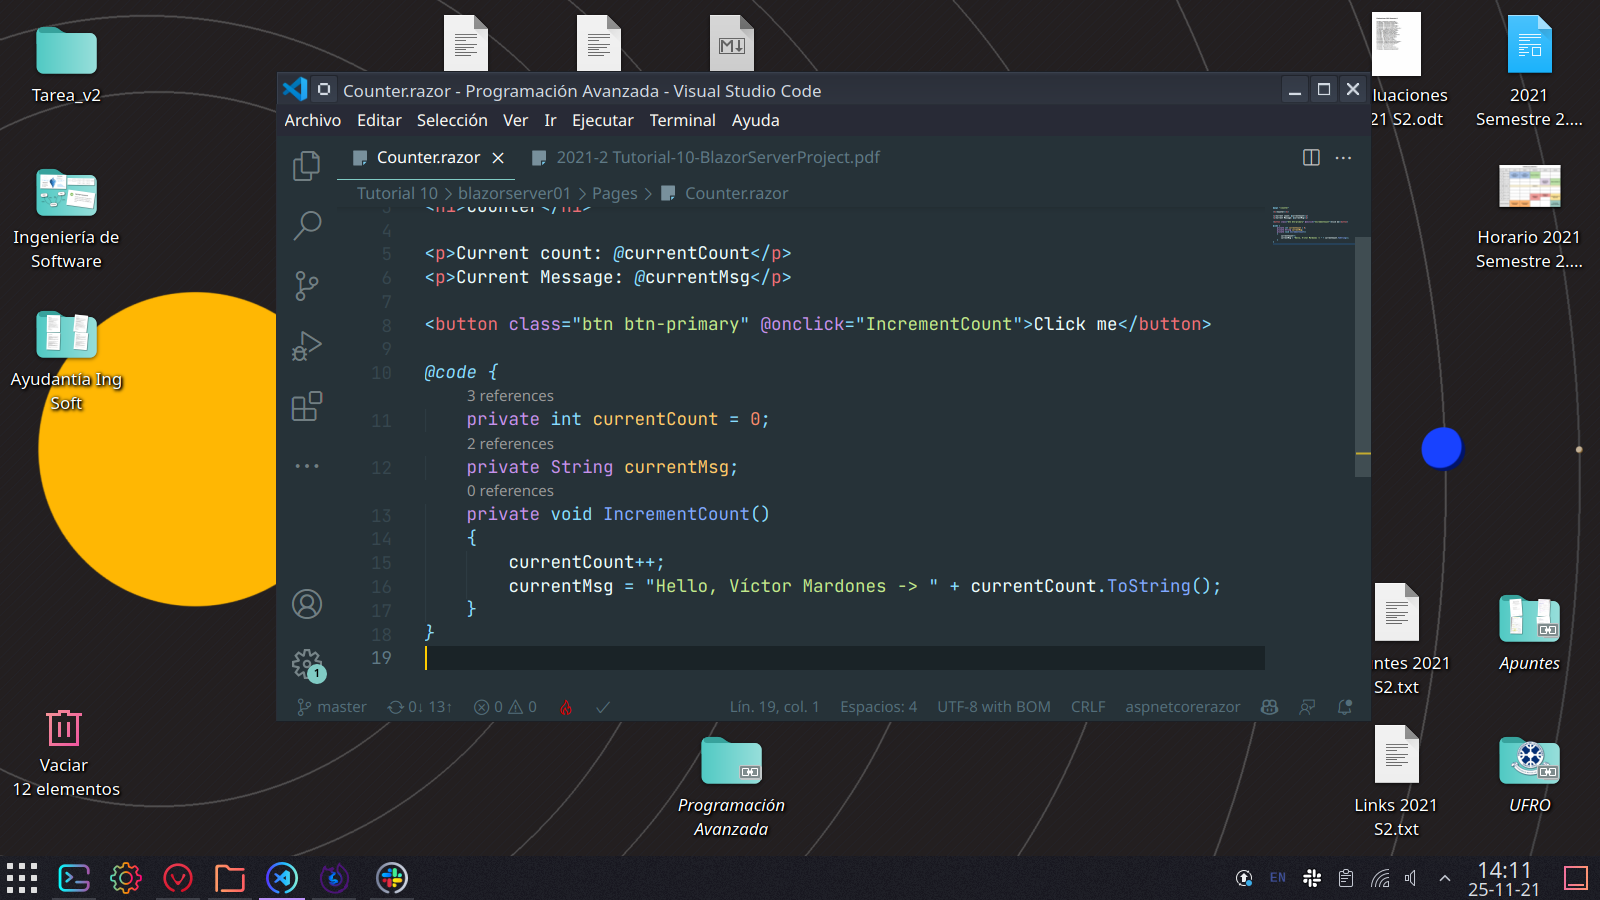 Tarea_v2
Ingeniería de
Software
Ayudantía Ing
Soft
Vaciar
12 elementos
Counter.razor - Programación Avanzada - Visual Studio Code
Archivo Editar Selección Ver Ir Ejecutar Terminal Ayuda
Counter.razor 2021-2 Tutorial-10-BlazorServerProject.pdf
Tutorial 10 > blazorserver01 > Pages > Counter.razor
3 <h1>Counter</h1>
4
5 <p>Current count: @currentCount</p>
6 <p>Current Message: @currentMsg</p>
7
8 <button class="btn btn-primary" @onclick="IncrementCount">Click me</button>
9
10 @code {
3 references
11 private int currentCount = 0;
2 references
12 private String currentMsg;
0 references
13 private void IncrementCount()
14 {
15 currentCount++;
16 currentMsg = "Hello, Víctor Mardones -> " + currentCount.ToString();
17 }
18 }
19
1
master 0↓ 13↑ 0 0 Lín. 19, col. 1 Espacios: 4 UTF-8 with BOM CRLF aspnetcorerazor
luaciones
21 S2.odt
2021
Semestre 2....
Horario 2021
Semestre 2....
ntes 2021
S2.txt
Apuntes
Links 2021
S2.txt
UFRO
Programación
Avanzada
EN
14:11
25-11-21